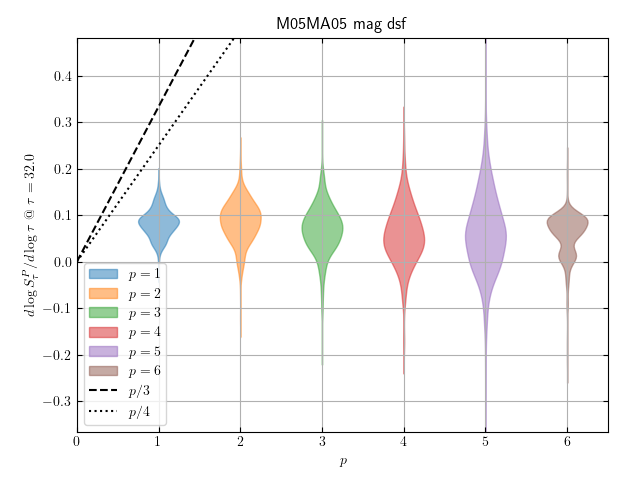 M05MA05 mag dsf
d log S_τ^P / d log τ @ τ = 32.0
0.4
0.3
0.2
0.1
0.0
−0.1
−0.2
−0.3
p = 1
p = 2
p = 3
p = 4
p = 5
p = 6
p/3
p/4
0 1 2 3 4 5 6
p